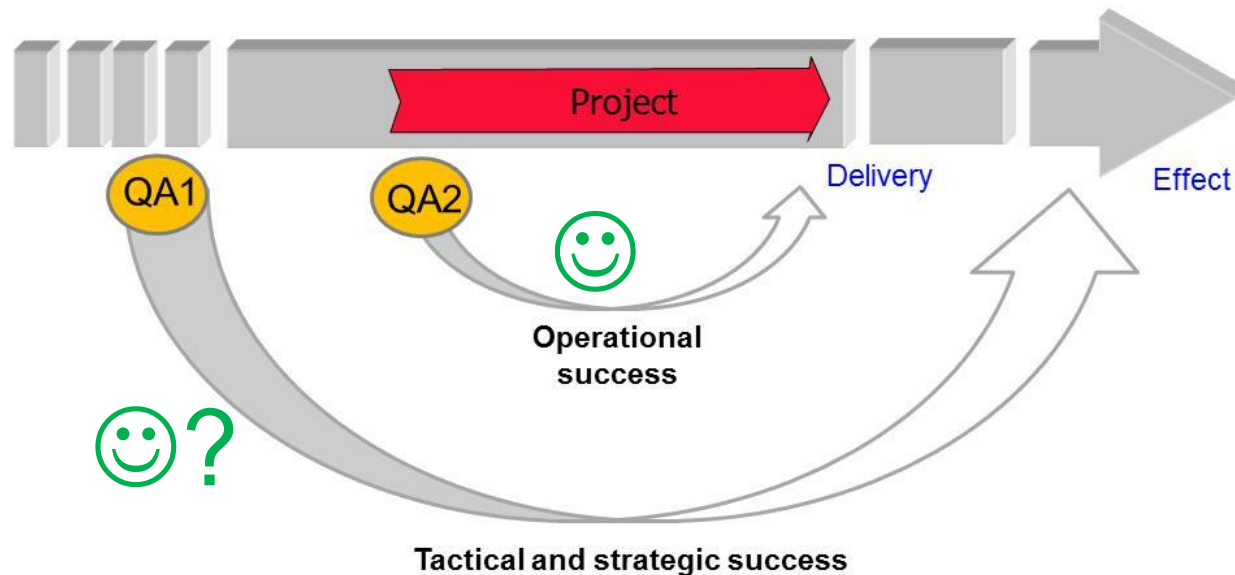 Project
QA1
QA2
Delivery
Effect
Operational
success
?
Tactical and strategic success